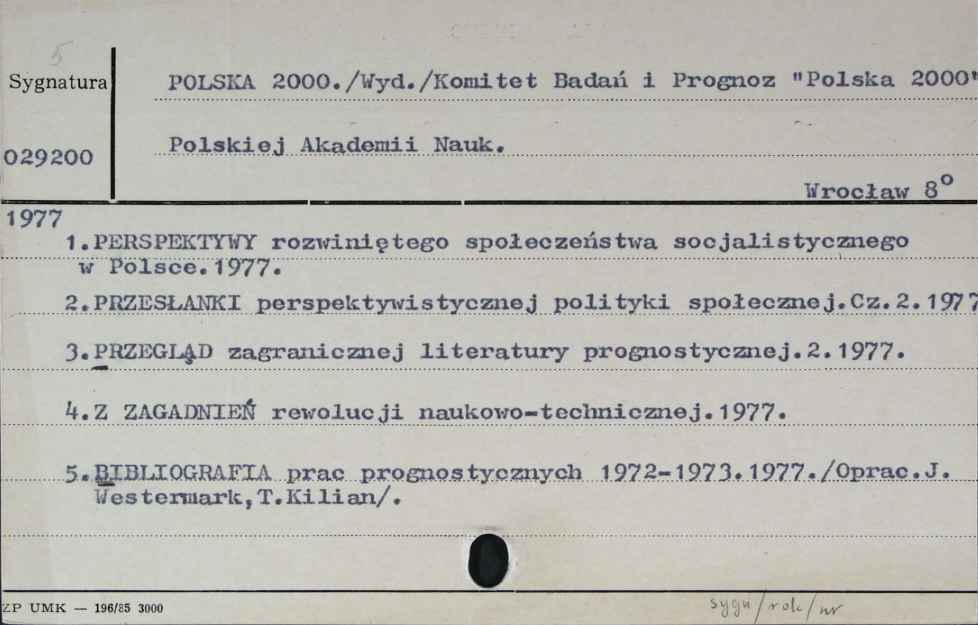 5
Sygnatura
POLSKA 2000./Wyd./Komitet Badań i Prognoz "Polska 2000"
029200
Polskiej Akademii Nauk.
Wrocław 8°
1977
1.PERSPEKTYWY rozwiniętego społeczeństwa socjalistycznego
w Polsce.1977.
2.PRZESŁANKI perspektywistycznej polityki społecznej.Cz.2.1977
3.PRZEGLĄD zagranicznej literatury prognostycznej.2.1977.
4.Z ZAGADNIEŃ rewolucji naukowo-technicznej.1977.
5.BIBLIOGRAFIA prac prognostycznych 1972-1973.1977./Oprac.J.
Westermark,T.Kilian/.
ZP UMK — 196/85 3000
sygn/rok/nr